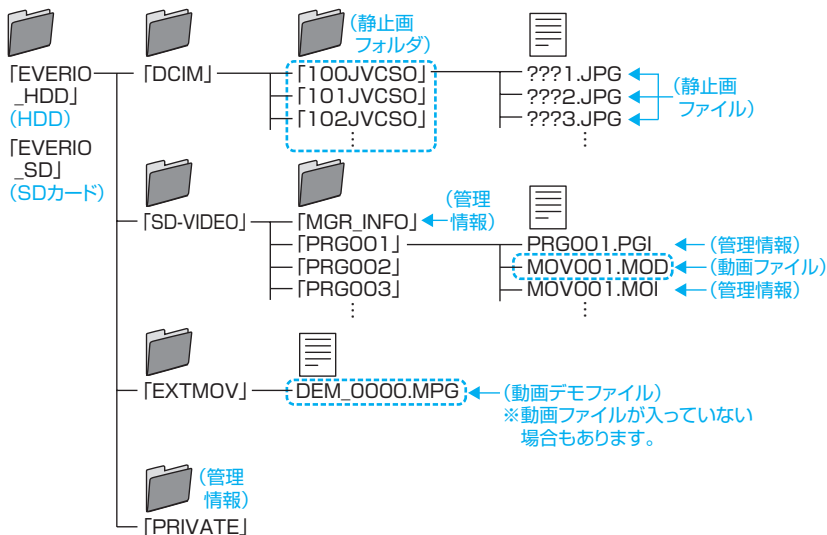 「EVERIO
_HDD」
(HDD)
「EVERIO
_SD」
(SDカード)
「DCIM」
(静止画
フォルダ)
「100JVCSO」
「101JVCSO」
「102JVCSO」
⋮
???1.JPG
???2.JPG
???3.JPG
⋮
(静止画
ファイル)
「SD-VIDEO」
「MGR_INFO」
(管理
情報)
「PRG001」
「PRG002」
「PRG003」
⋮
PRG001.PGI
(管理情報)
MOV001.MOD
(動画ファイル)
MOV001.MOI
(管理情報)
⋮
「EXTMOV」
DEM_0000.MPG
(動画デモファイル)
※動画ファイルが入っていない
場合もあります。
(管理
情報)
「PRIVATE」